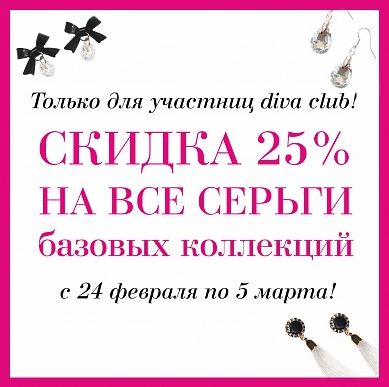 Только для участниц diva club!
СКИДКА 25%
НА ВСЕ СЕРЬГИ
базовых коллекций
с 24 февраля по 5 марта!